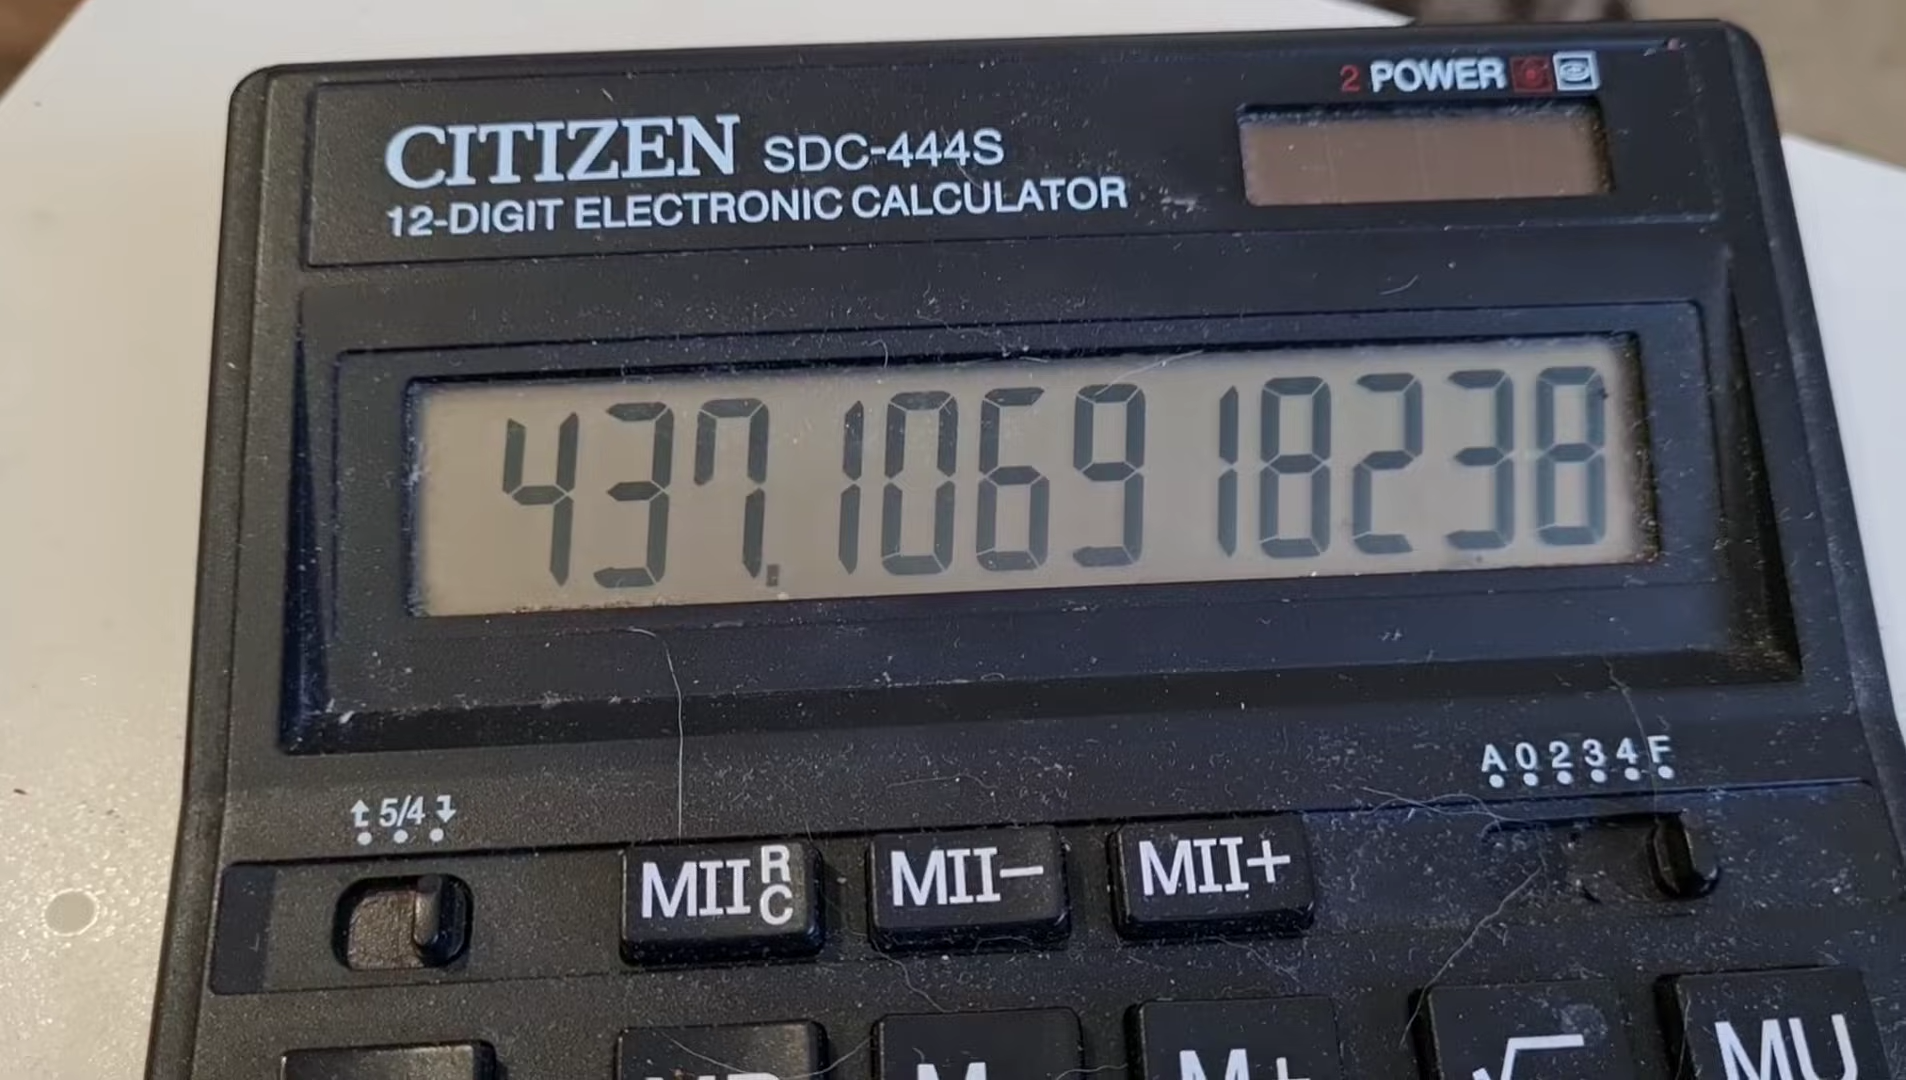 2 POWER
CITIZEN SDC-444S
12-DIGIT ELECTRONIC CALCULATOR
437.106918238
A 0 2 3 4 F
↥ 5/4 ↧
MII R C MII− MII+
M+ √ MU